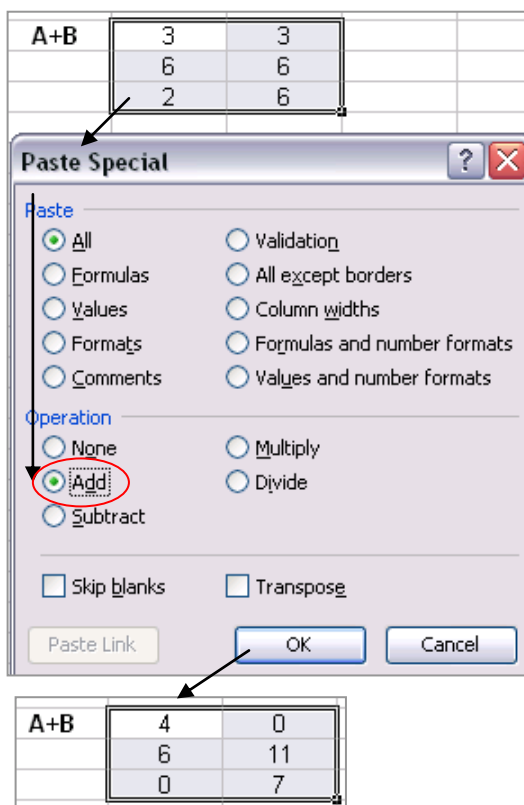 A+B 3 3
6 6
2 6
Paste Special ?
Paste
All Validation
Formulas All except borders
Values Column widths
Formats Formulas and number formats
Comments Values and number formats
Operation
None Multiply
Add Divide
Subtract
Skip blanks Transpose
Paste Link OK Cancel
A+B 4 0
6 11
0 7